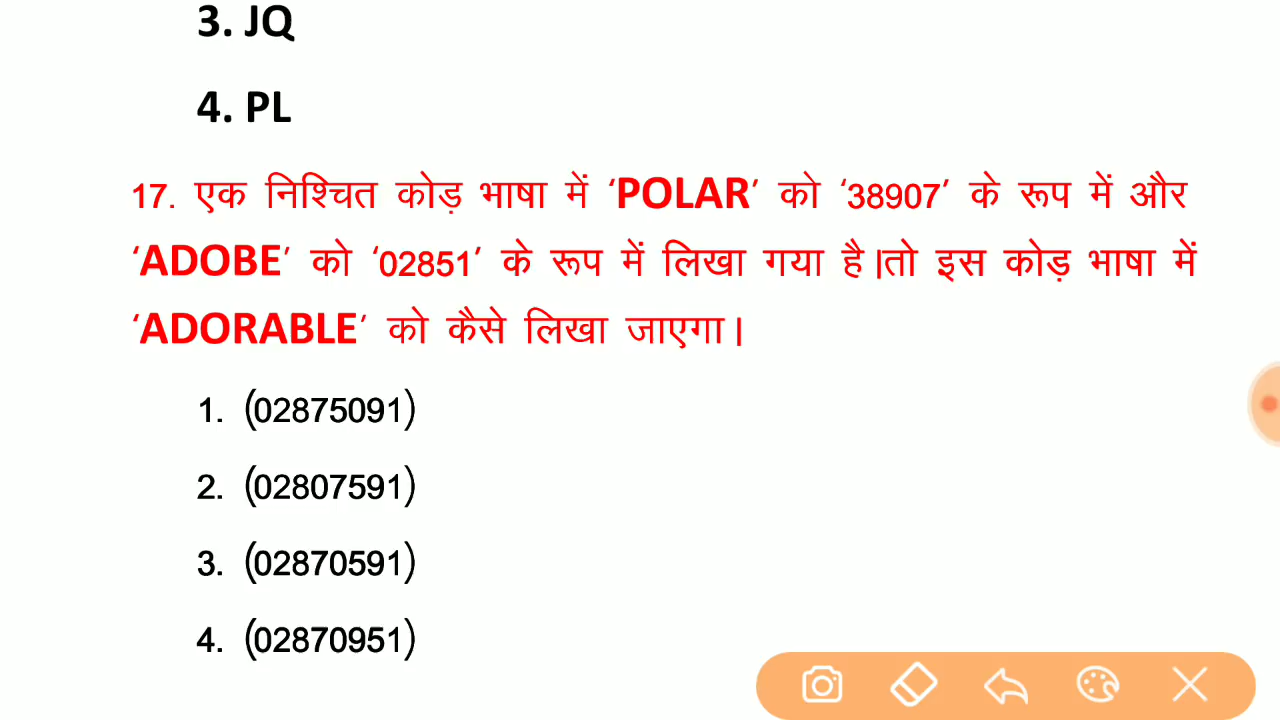 3. JQ
4. PL
17. एक निश्चित कोड़ भाषा में ‘POLAR’ को ‘38907’ के रूप में और
‘ADOBE’ को ‘02851’ के रूप में लिखा गया है।तो इस कोड़ भाषा में
‘ADORABLE’ को कैसे लिखा जाएगा।
1. (02875091)
2. (02807591)
3. (02870591)
4. (02870951)